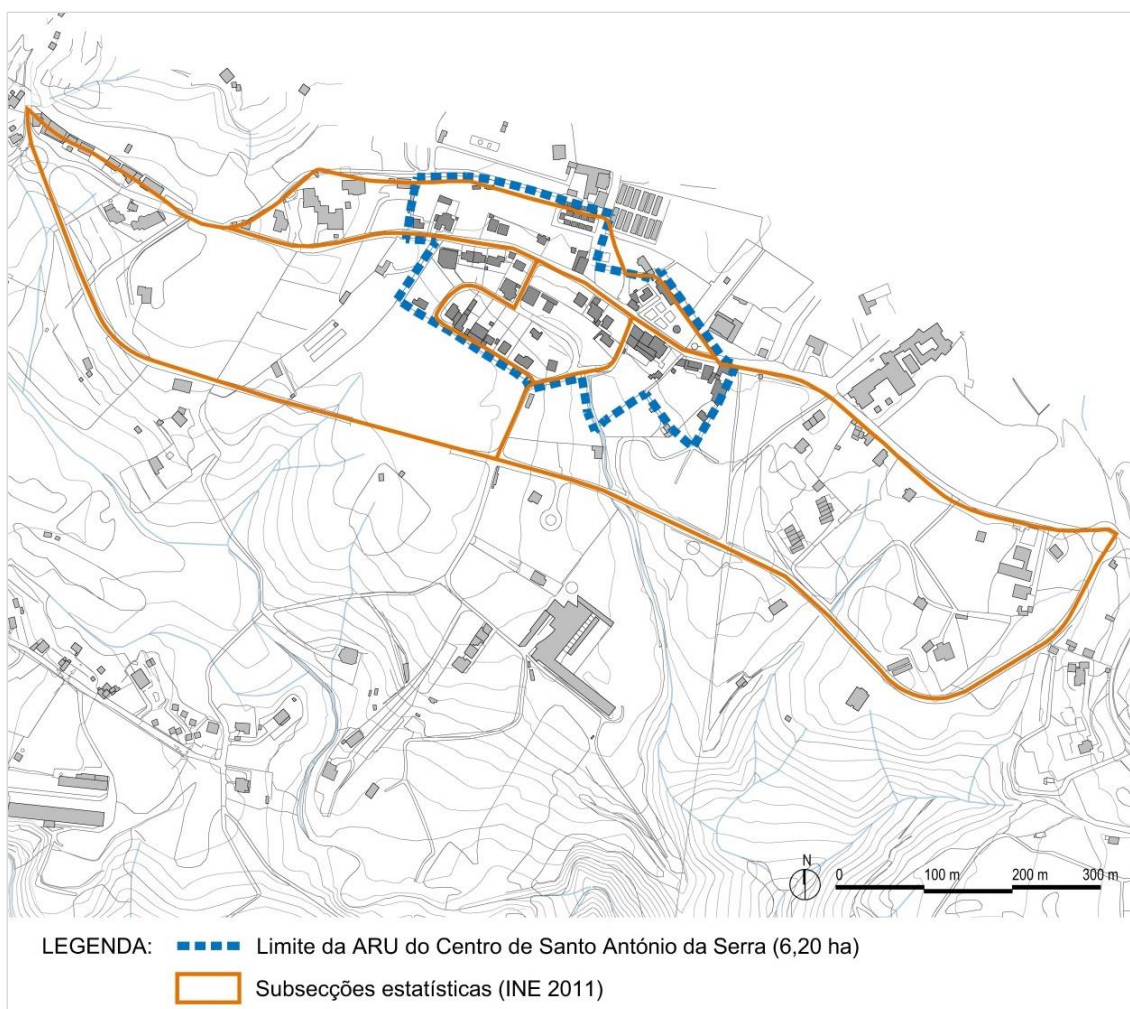 N
0 100 m 200 m 300 m
LEGENDA: Limite da ARU do Centro de Santo António da Serra (6,20 ha)
Subsecções estatísticas (INE 2011)